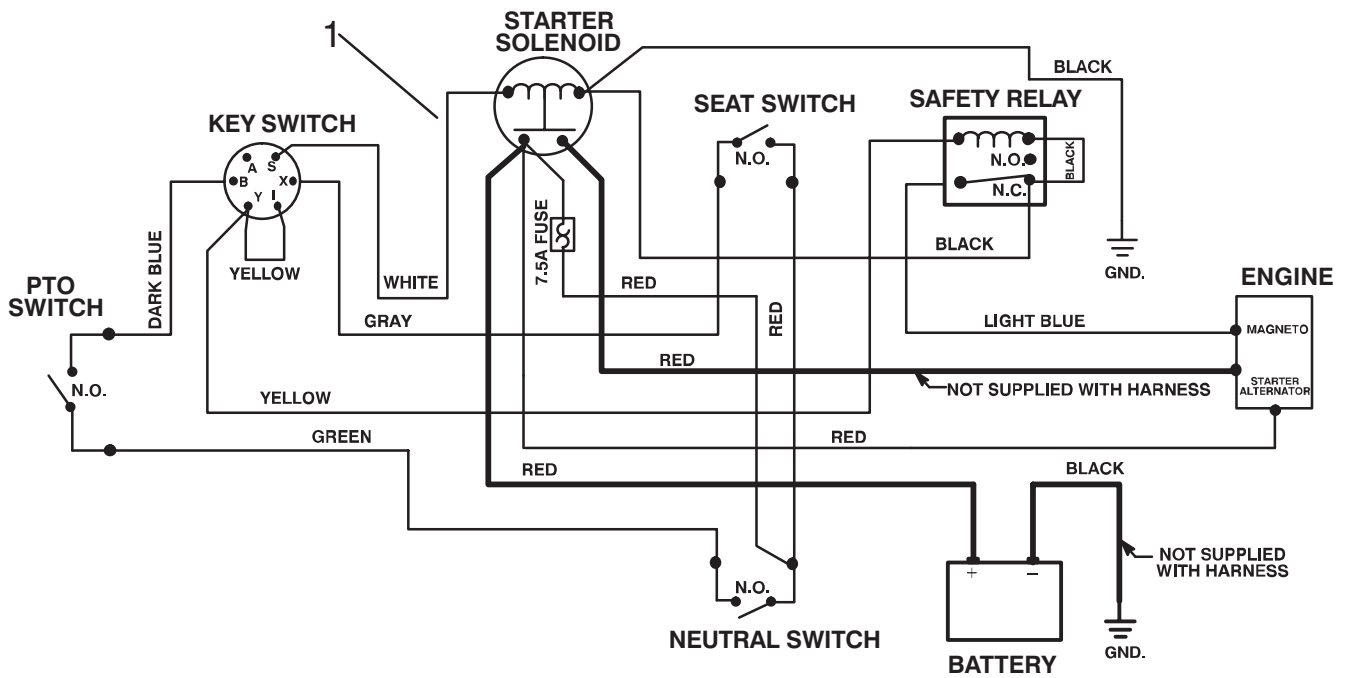 STARTER
SOLENOID
1
BLACK
SEAT SWITCH
SAFETY RELAY
KEY SWITCH
N.O.
N.O.
BLACK
A
S
B
X
Y
I
N.C.
DARK BLUE
7.5A FUSE
BLACK
GND.
YELLOW
WHITE
RED
RED
ENGINE
PTO
SWITCH
GRAY
LIGHT BLUE
MAGNETO
RED
NOT SUPPLIED WITH HARNESS
STARTER
ALTERNATOR
N.O.
YELLOW
GREEN
RED
RED
BLACK
NOT SUPPLIED
WITH HARNESS
+
−
N.O.
NEUTRAL SWITCH
GND.
BATTERY